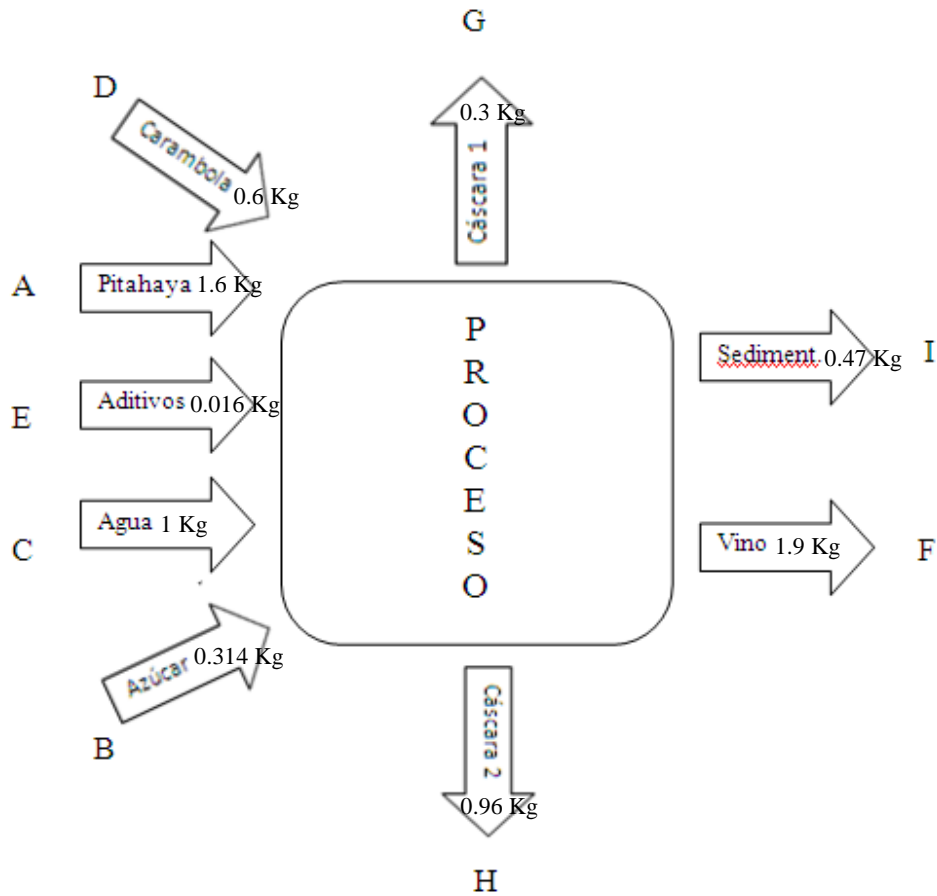 G
D
0.3 Kg
Cáscara 1
Carambola 0.6 Kg
A
Pitahaya 1.6 Kg
E
Aditivos 0.016 Kg
C
Agua 1 Kg
Azúcar 0.314 Kg
B
P
R
O
C
E
S
O
Sediment. 0.47 Kg
I
Vino 1.9 Kg
F
Cáscara 2
0.96 Kg
H